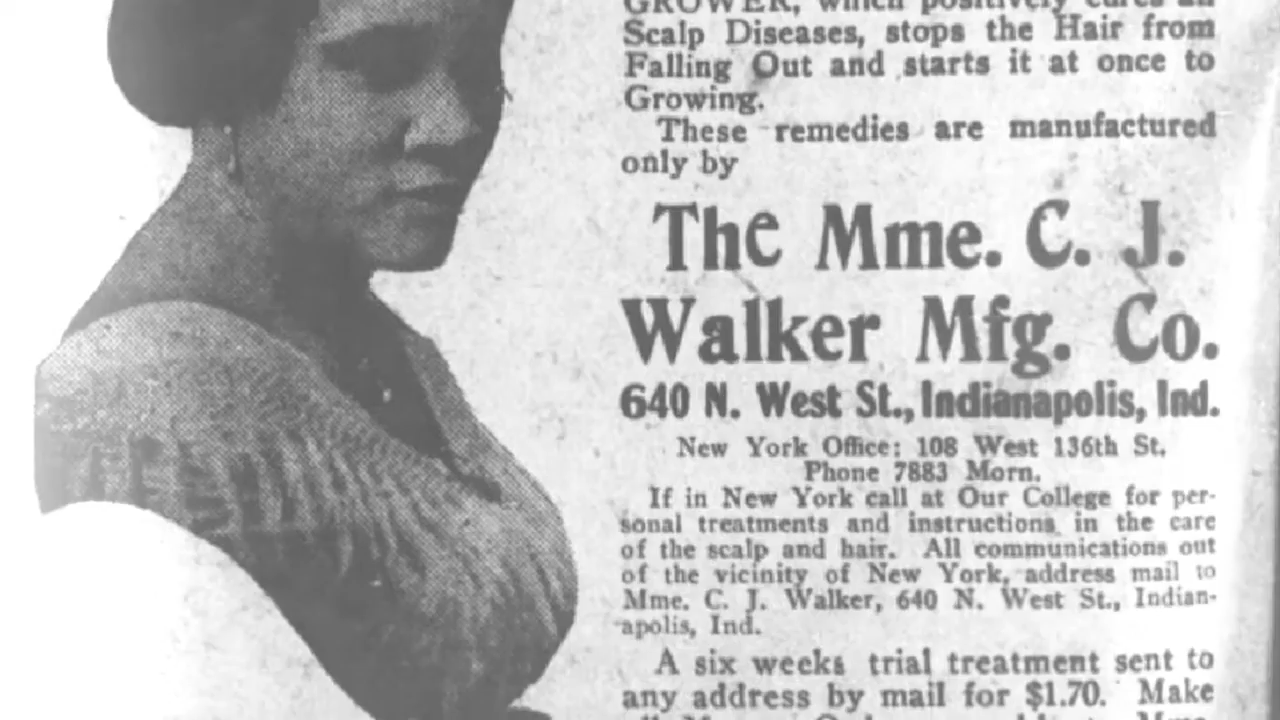 GROWER, which positively cures all
Scalp Diseases, stops the Hair from
Falling Out and starts it at once to
Growing.
These remedies are manufactured
only by
The Mme. C. J.
Walker Mfg. Co.
640 N. West St., Indianapolis, Ind.
New York Office: 108 West 136th St.
Phone 7883 Morn.
If in New York call at Our College for per-
sonal treatments and instructions in the care
of the scalp and hair. All communications out
of the vicinity of New York, address mail to
Mme. C. J. Walker, 640 N. West St., Indian-
apolis, Ind.
A six weeks trial treatment sent to
any address by mail for $1.70. Make